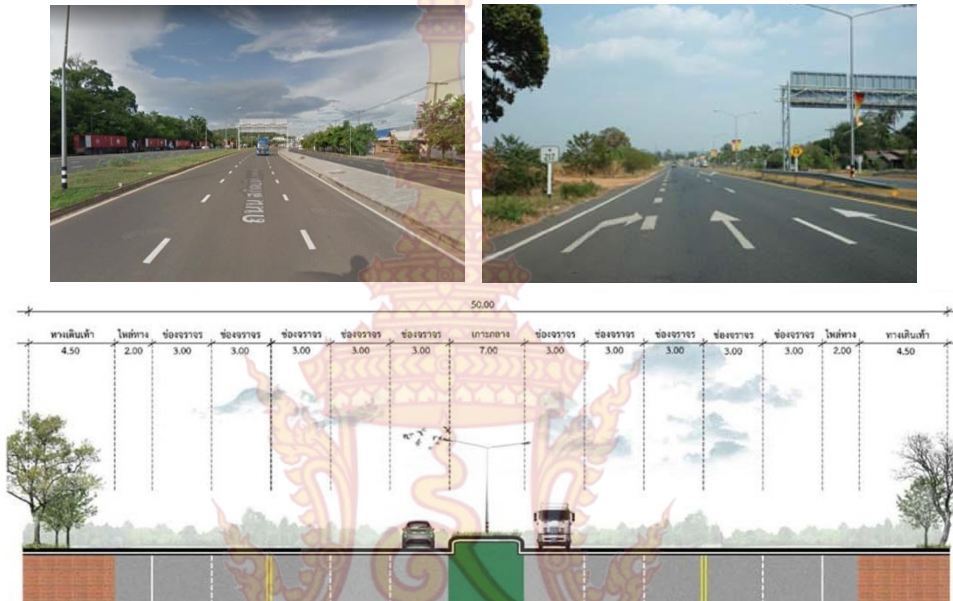 ถนน
50.00
ทางเดินเท้า ไหล่ทาง ช่องจราจร ช่องจราจร ช่องจราจร ช่องจราจร ช่องจราจร เกาะกลาง ช่องจราจร ช่องจราจร ช่องจราจร ช่องจราจร ช่องจราจร ไหล่ทาง ทางเดินเท้า
4.50 2.00 3.00 3.00 3.00 3.00 3.00 7.00 3.00 3.00 3.00 3.00 3.00 2.00 4.50